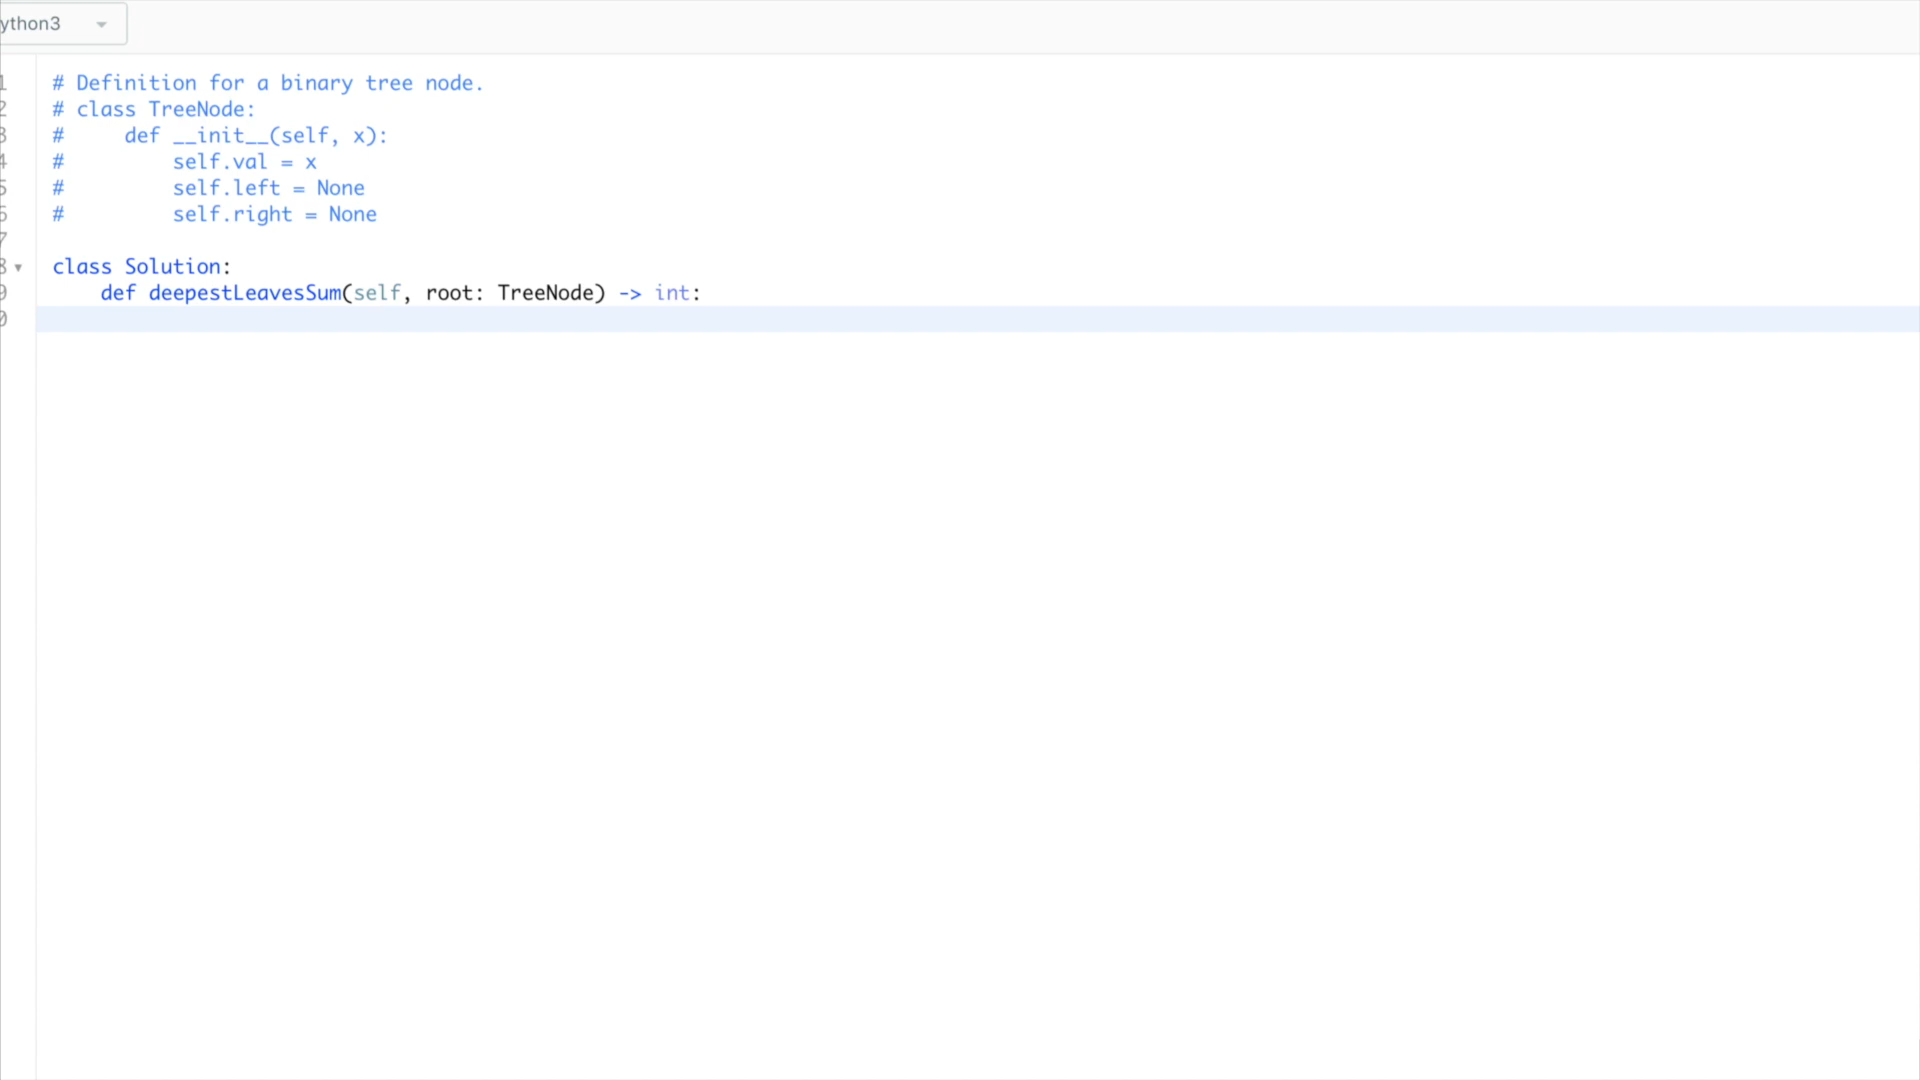 ython3
1 # Definition for a binary tree node.
2 # class TreeNode:
3 #     def __init__(self, x):
4 #         self.val = x
5 #         self.left = None
6 #         self.right = None
7
8 class Solution:
9     def deepestLeavesSum(self, root: TreeNode) -> int:
0